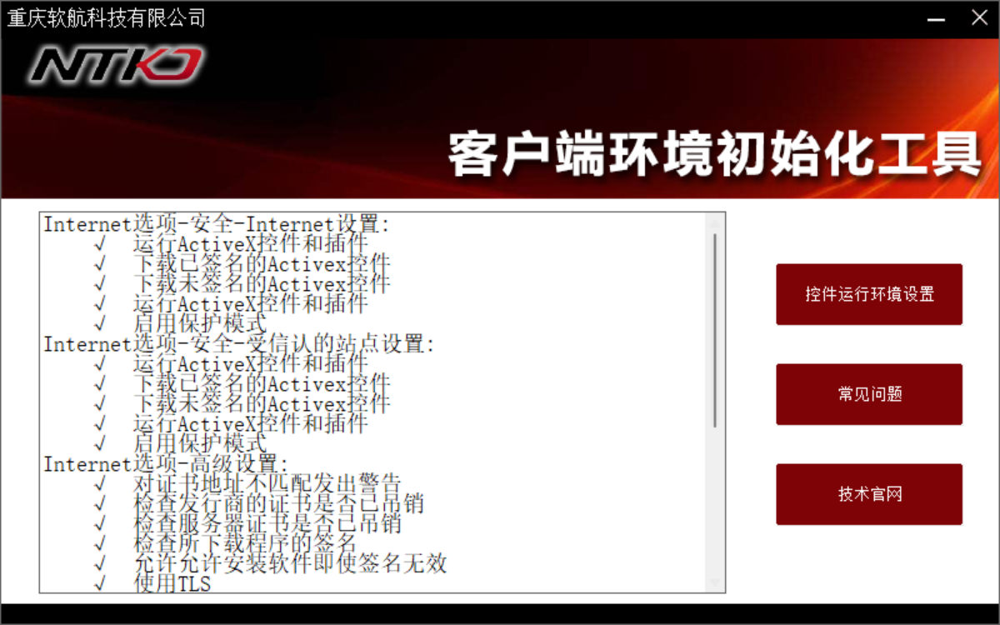 重庆软航科技有限公司
NTKO
客户端环境初始化工具
Internet选项-安全-Internet设置:
√ 运行ActiveX控件和插件
√ 下载已签名的Activex控件
√ 下载未签名的Activex控件
√ 运行ActiveX控件和插件
√ 启用保护模式
Internet选项-安全-受信认的站点设置:
√ 运行ActiveX控件和插件
√ 下载已签名的Activex控件
√ 下载未签名的Activex控件
√ 运行ActiveX控件和插件
√ 启用保护模式
Internet选项-高级设置:
√ 对证书地址不匹配发出警告
√ 检查发行商的证书是否已吊销
√ 检查服务器证书是否已吊销
√ 检查所下载程序的签名
√ 允许允许安装软件即使签名无效
√ 使用TLS
控件运行环境设置
常见问题
技术官网